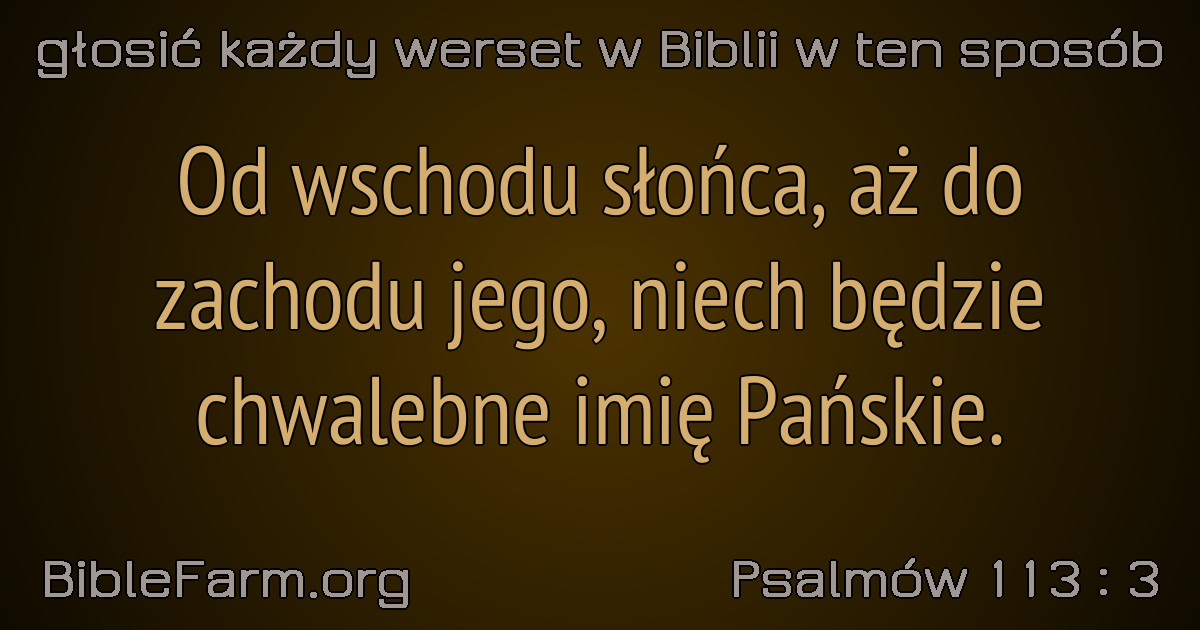 głosić każdy werset w Biblii w ten sposób
Od wschodu słońca, aż do
zachodu jego, niech będzie
chwalebne imię Pańskie.
BibleFarm.org
Psalmów 113 : 3